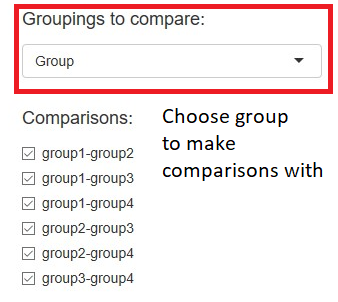 Groupings to compare:
Group
Comparisons:
group1-group2
group1-group3
group1-group4
group2-group3
group2-group4
group3-group4
Choose group
to make
comparisons with